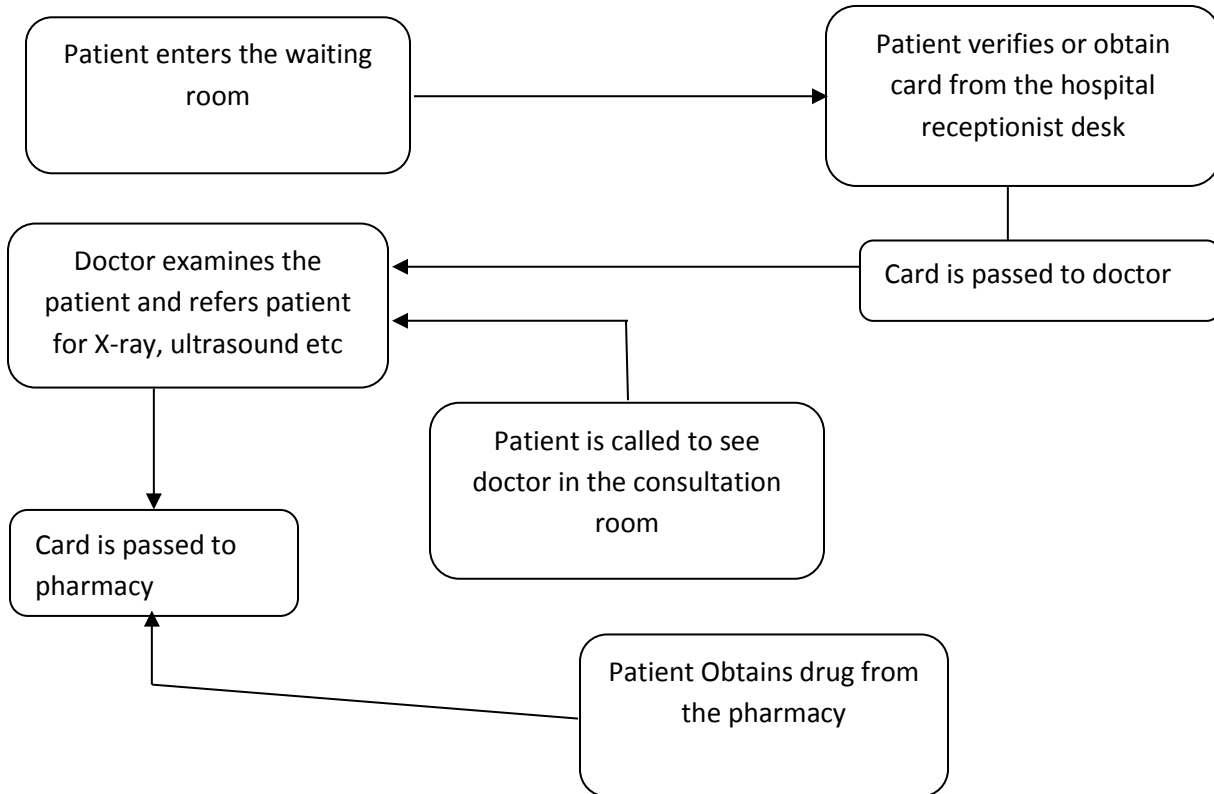 Patient enters the waiting
room
Patient verifies or obtain
card from the hospital
receptionist desk
Doctor examines the
patient and refers patient
for X-ray, ultrasound etc
Card is passed to doctor
Patient is called to see
doctor in the consultation
room
Card is passed to
pharmacy
Patient Obtains drug from
the pharmacy